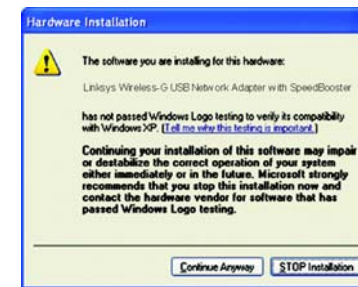 Hardware Installation
The software you are installing for this hardware:
Linksys Wireless-G USB Network Adapter with SpeedBooster
has not passed Windows Logo testing to verify its compatibility
with Windows XP. (Tell me why this testing is important.)
Continuing your installation of this software may impair
or destabilize the correct operation of your system
either immediately or in the future. Microsoft strongly
recommends that you stop this installation now and
contact the hardware vendor for software that has
passed Windows Logo testing.
Continue Anyway
STOP Installation